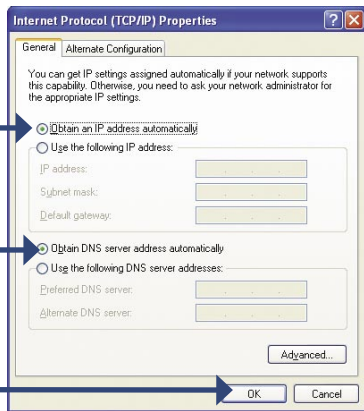 Internet Protocol (TCP/IP) Properties
General Alternate Configuration
You can get IP settings assigned automatically if your network supports
this capability. Otherwise, you need to ask your network administrator for
the appropriate IP settings.
Obtain an IP address automatically
Use the following IP address:
IP address:
Subnet mask:
Default gateway:
Obtain DNS server address automatically
Use the following DNS server addresses:
Preferred DNS server:
Alternate DNS server:
Advanced...
OK Cancel